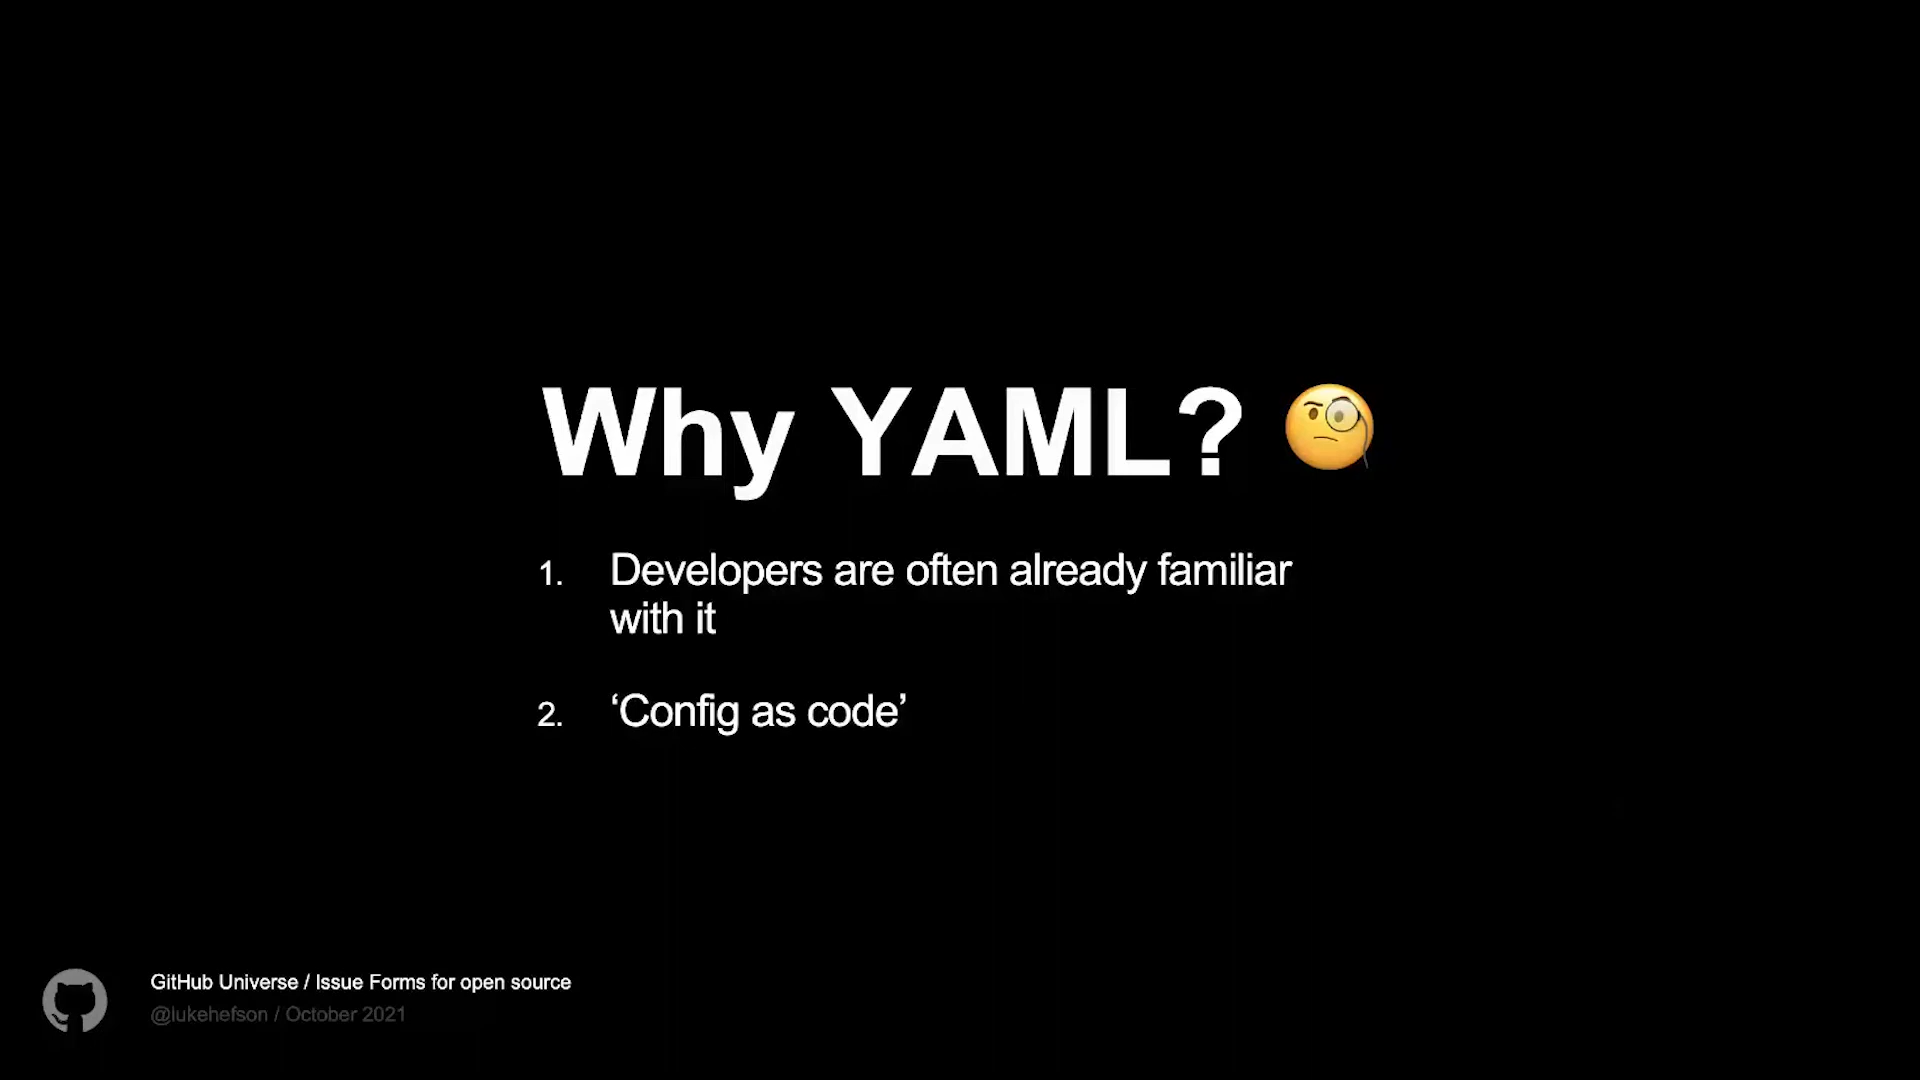 Why YAML? 🧐
1. Developers are often already familiar
with it
2. ‘Config as code’
GitHub Universe / Issue Forms for open source
@lukehefson / October 2021